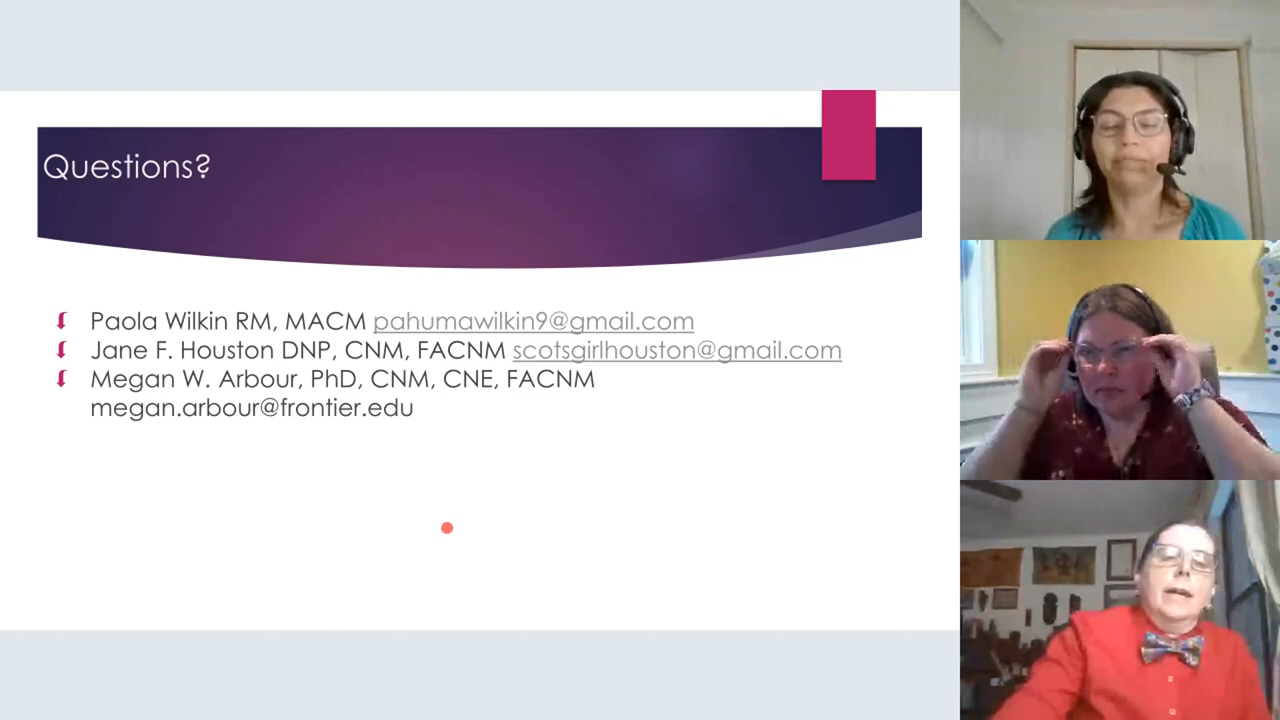 Questions?
Paola Wilkin RM, MACM pahumawilkin9@gmail.com
Jane F. Houston DNP, CNM, FACNM scotsgirlhouston@gmail.com
Megan W. Arbour, PhD, CNM, CNE, FACNM
megan.arbour@frontier.edu